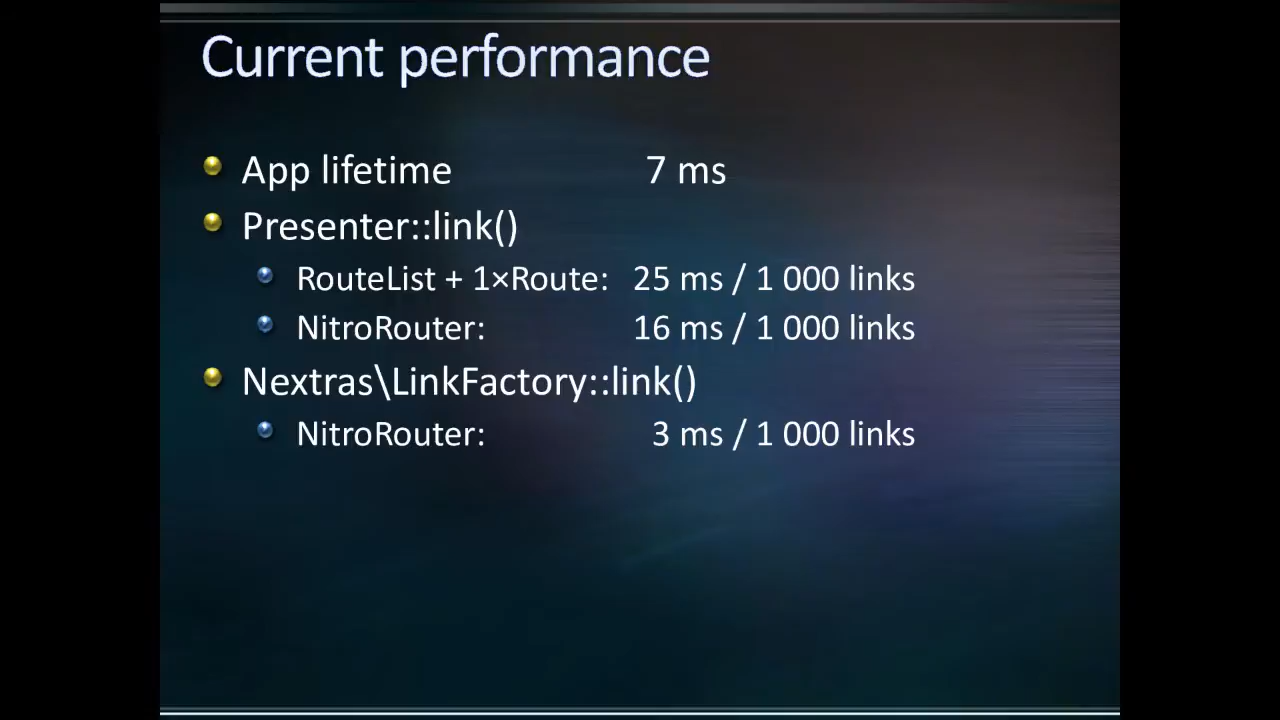 Current performance
App lifetime 7 ms
Presenter::link()
RouteList + 1×Route: 25 ms / 1 000 links
NitroRouter: 16 ms / 1 000 links
Nextras\LinkFactory::link()
NitroRouter: 3 ms / 1 000 links